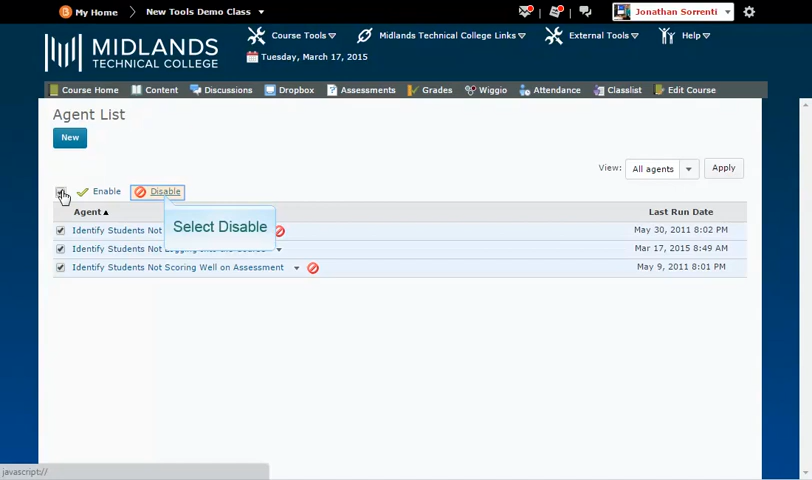 My Home New Tools Demo Class Jonathan Sorrenti
MIDLANDS
TECHNICAL COLLEGE
Course Tools Midlands Technical College Links External Tools Help
Tuesday, March 17, 2015
Course Home Content Discussions Dropbox Assessments Grades Wiggio Attendance Classlist Edit Course
Agent List
New
View: All agents Apply
Enable Disable
Agent Last Run Date
Select Disable
Identify Students Not May 30, 2011 8:02 PM
Identify Students Not Mar 17, 2015 8:49 AM
Identify Students Not Scoring Well on Assessment May 9, 2011 8:01 PM
javascript://